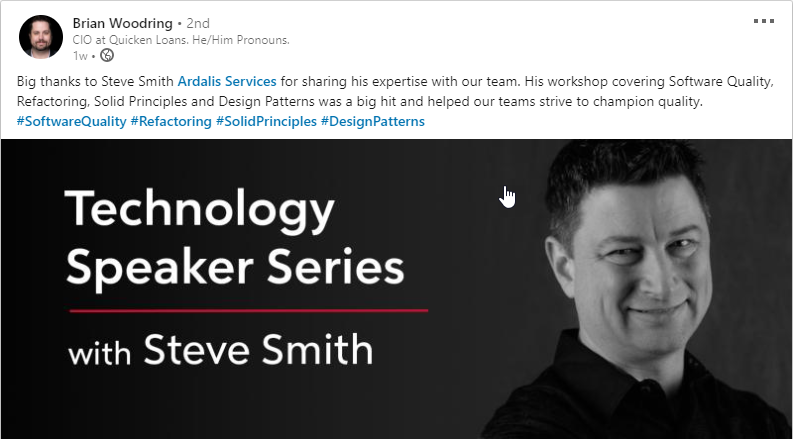 Brian Woodring • 2nd
CIO at Quicken Loans. He/Him Pronouns.
1w •
Big thanks to Steve Smith Ardalis Services for sharing his expertise with our team. His workshop covering Software Quality,
Refactoring, Solid Principles and Design Patterns was a big hit and helped our teams strive to champion quality.
#SoftwareQuality #Refactoring #SolidPrinciples #DesignPatterns
Technology
Speaker Series
with Steve Smith